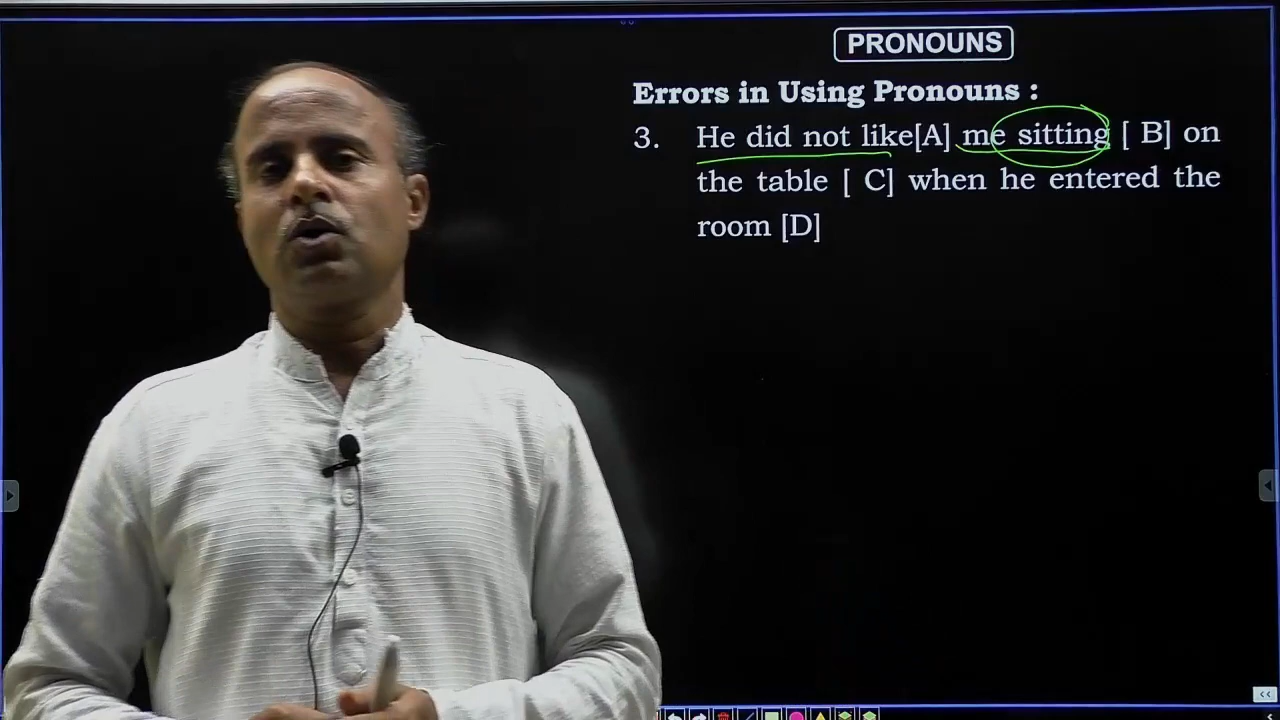 PRONOUNS
Errors in Using Pronouns :
3. He did not like[A] me sitting [ B] on
the table [ C] when he entered the
room [D]